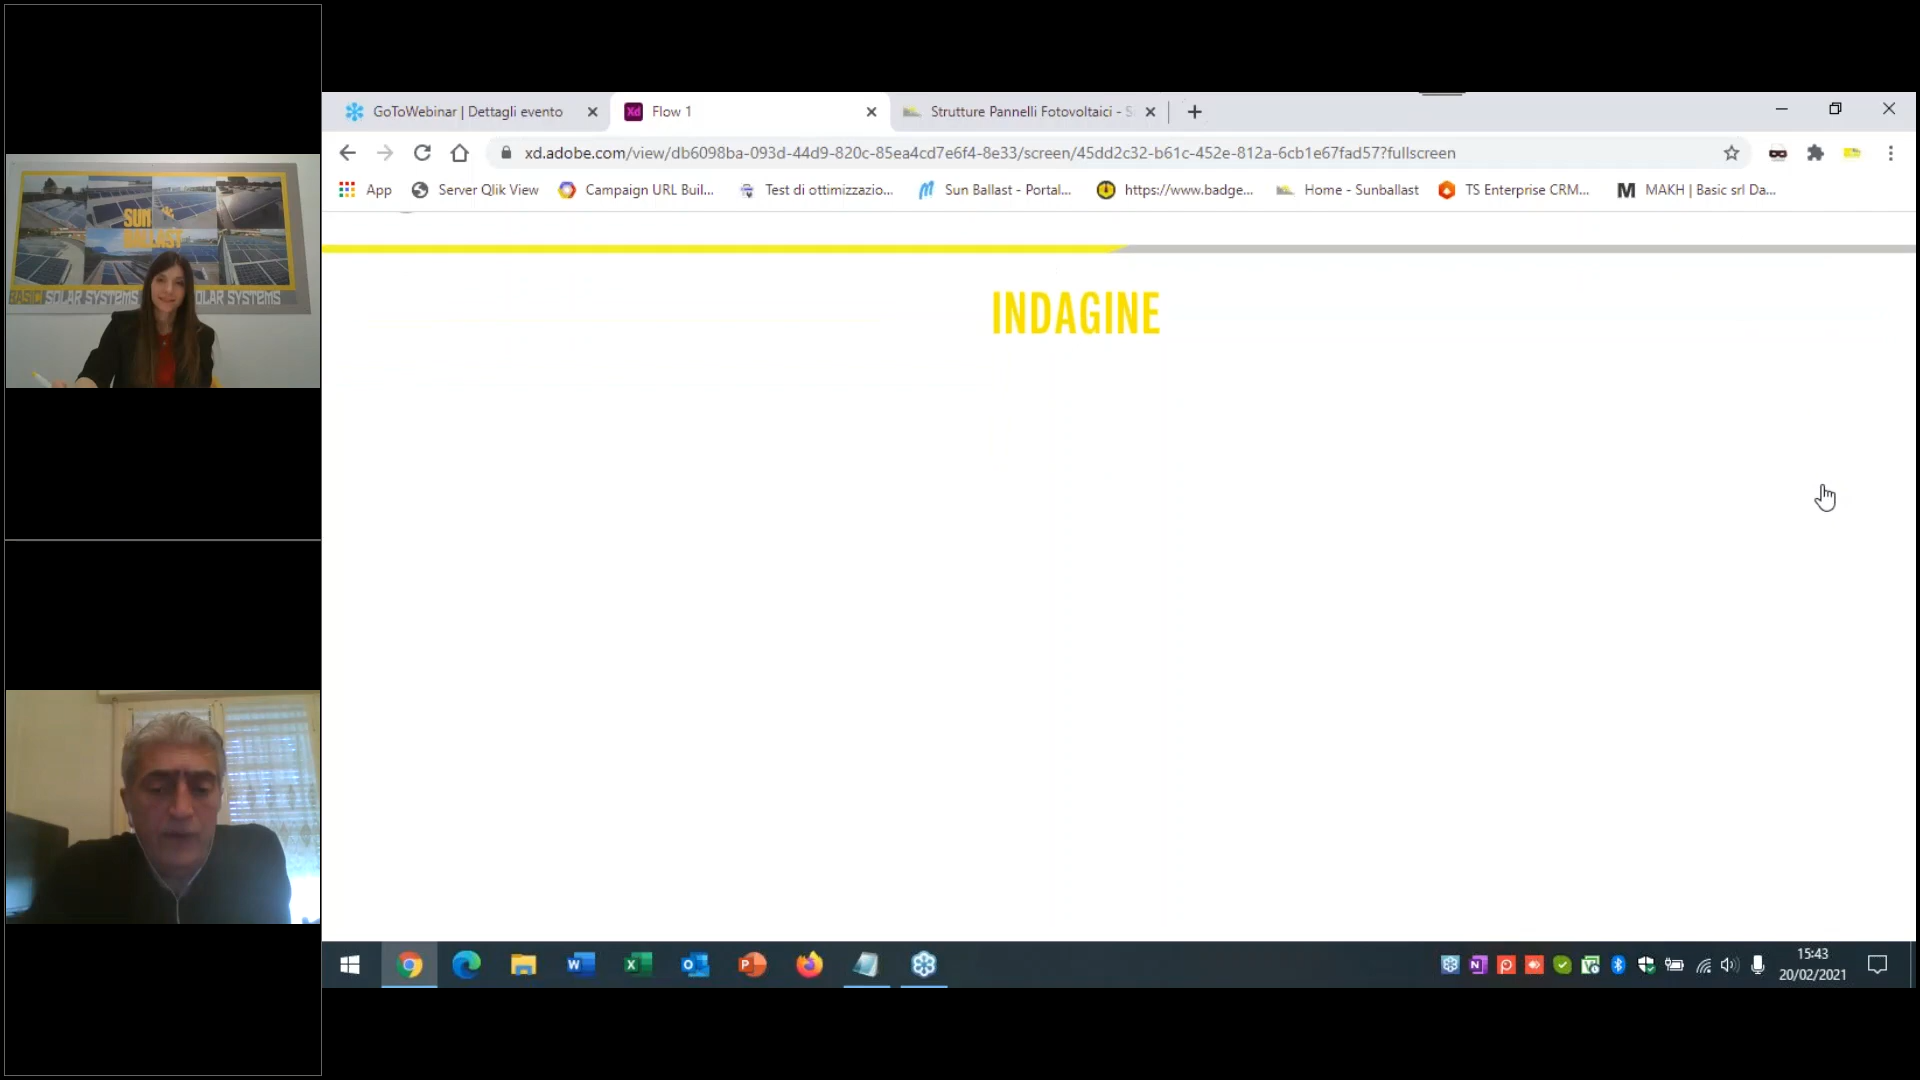 SUN
BALLAST
BASIC SOLAR SYSTEMS
OLAR SYSTEMS
GoToWebinar | Dettagli evento
Xd Flow 1
Strutture Pannelli Fotovoltaici - S
xd.adobe.com/view/db6098ba-093d-44d9-820c-85ea4cd7e6f4-8e33/screen/45dd2c32-b61c-452e-812a-6cb1e67fad57?fullscreen
App
Server Qlik View
Campaign URL Buil...
Test di ottimizzazio...
Sun Ballast - Portal...
https://www.badge...
Home - Sunballast
TS Enterprise CRM...
MAKH | Basic srl Da...
INDAGINE
15:43
20/02/2021